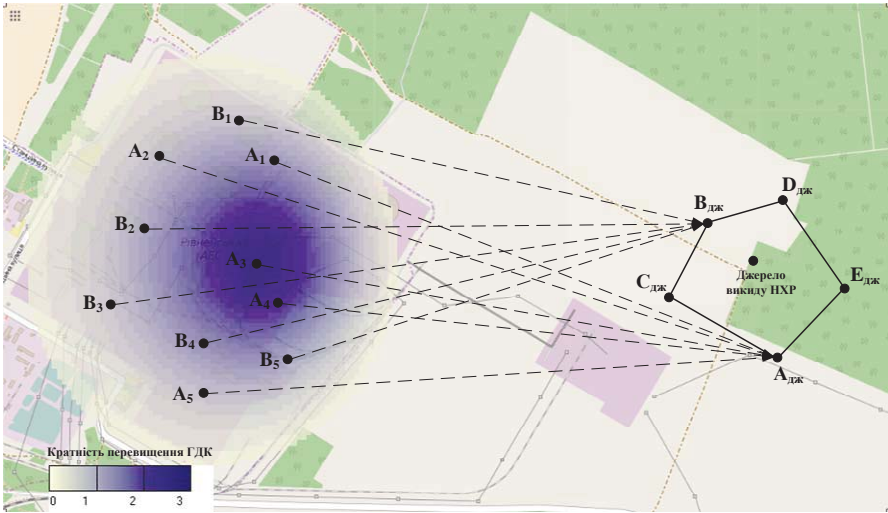 B₁
A₂
A₁
Dдж
Bдж
B₂
A₃
Джерело
викиду НХР
Eдж
Cдж
B₃
A₄
B₄
B₅
Aдж
A₅
Кратність перевищення ГДК
0 1 2 3